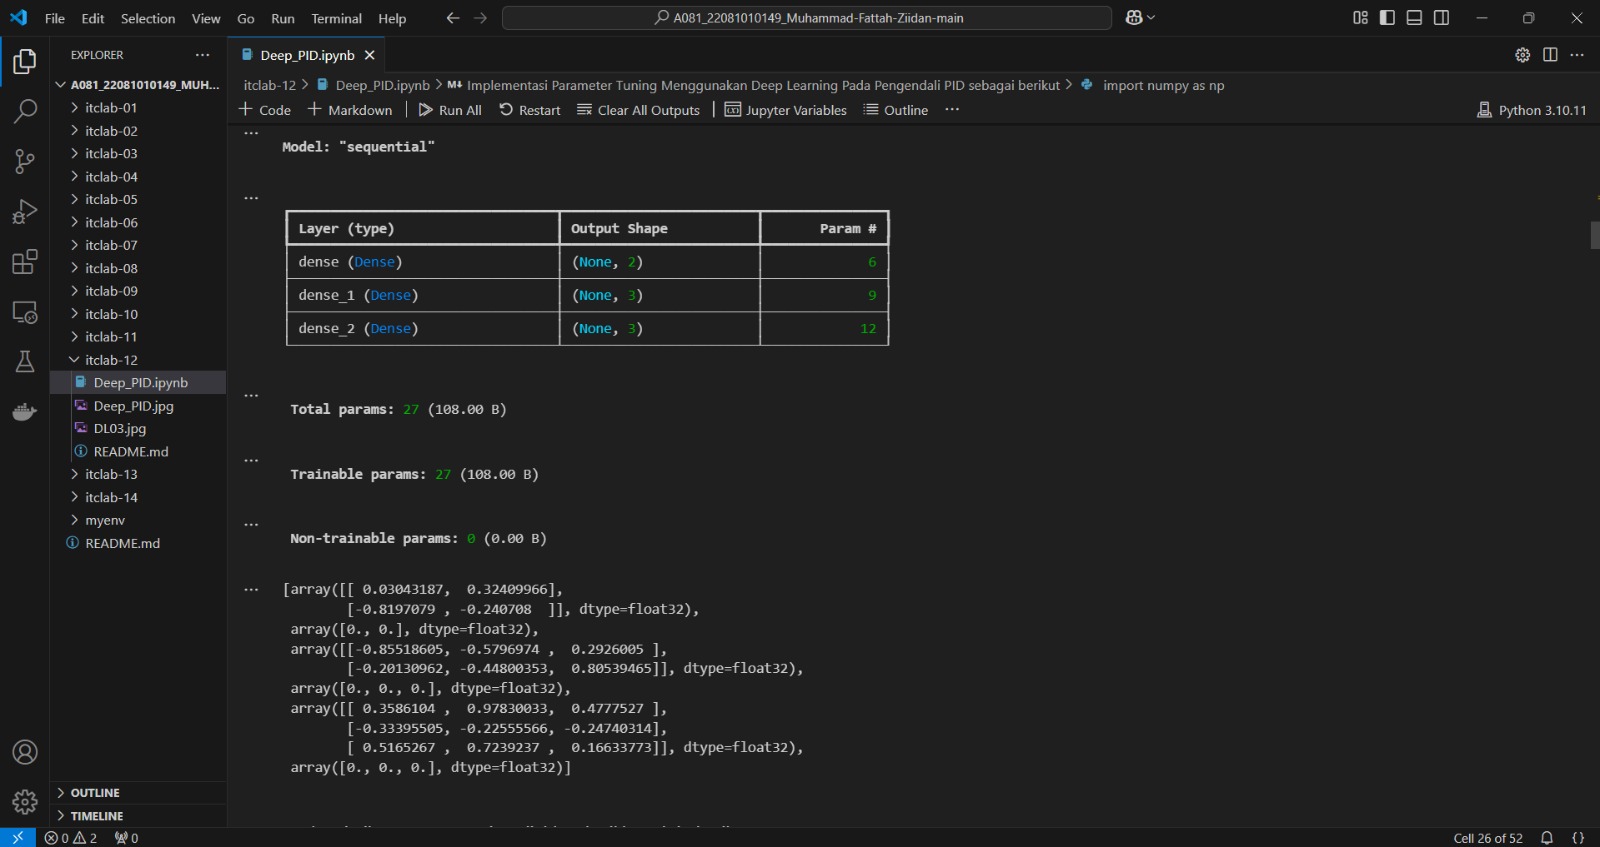 File Edit Selection View Go Run Terminal Help
A081_22081010149_Muhammad-Fattah-Ziidan-main
EXPLORER
A081_22081010149_MUH...
itclab-01
itclab-02
itclab-03
itclab-04
itclab-05
itclab-06
itclab-07
itclab-08
itclab-09
itclab-10
itclab-11
itclab-12
Deep_PID.ipynb
Deep_PID.jpg
DL03.jpg
README.md
itclab-13
itclab-14
myenv
README.md
OUTLINE
TIMELINE
Deep_PID.ipynb
itclab-12 > Deep_PID.ipynb > M↓ Implementasi Parameter Tuning Menggunakan Deep Learning Pada Pengendali PID sebagai berikut > import numpy as np
+ Code + Markdown | Run All Restart Clear All Outputs | Jupyter Variables Outline ...
Python 3.10.11
Model: "sequential"
Layer (type) Output Shape Param #
dense (Dense) (None, 2) 6
dense_1 (Dense) (None, 3) 9
dense_2 (Dense) (None, 3) 12
Total params: 27 (108.00 B)
Trainable params: 27 (108.00 B)
Non-trainable params: 0 (0.00 B)
[array([[ 0.03043187,  0.32409966],
[-0.8197079 , -0.240708  ]], dtype=float32),
array([0., 0.], dtype=float32),
array([[-0.85518605, -0.5796974 ,  0.2926005 ],
[-0.20130962, -0.44800353,  0.80539465]], dtype=float32),
array([0., 0., 0.], dtype=float32),
array([[ 0.3586104 ,  0.97830033,  0.4777527 ],
[-0.33395505, -0.22555566, -0.24740314],
[ 0.5165267 ,  0.7239237 ,  0.16633773]], dtype=float32),
array([0., 0., 0.], dtype=float32)]
0 2 0
Cell 26 of 52